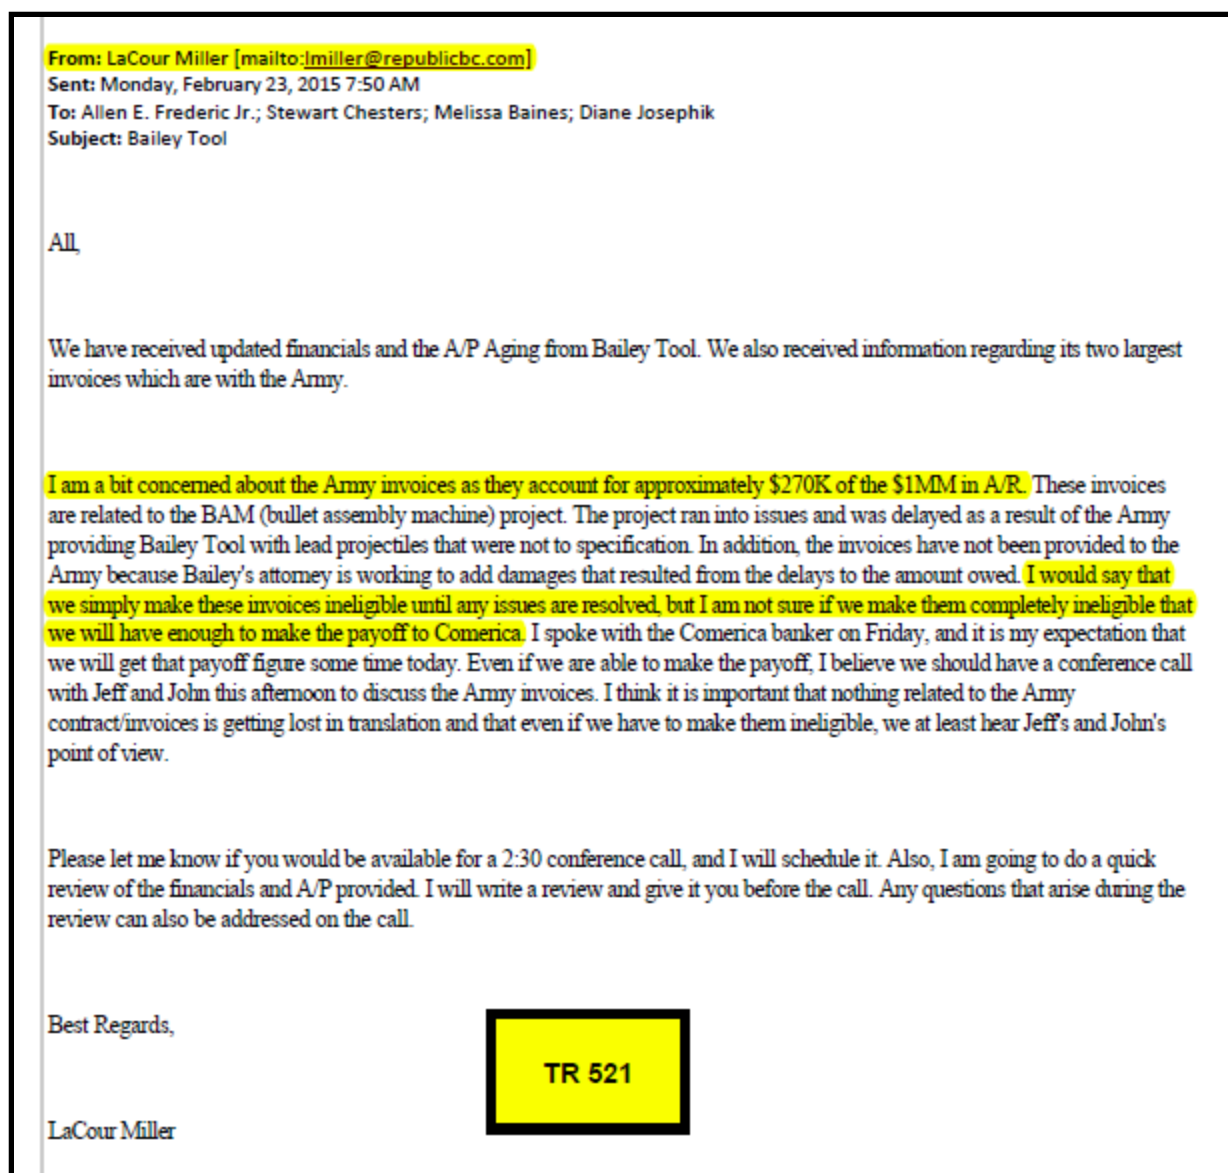 From: LaCour Miller [mailto:lmiller@republicbc.com]
Sent: Monday, February 23, 2015 7:50 AM
To: Allen E. Frederic Jr.; Stewart Chesters; Melissa Baines; Diane Josephik
Subject: Bailey Tool
All,
We have received updated financials and the A/P Aging from Bailey Tool. We also received information regarding its two largest
invoices which are with the Army.
I am a bit concerned about the Army invoices as they account for approximately $270K of the $1MM in A/R. These invoices
are related to the BAM (bullet assembly machine) project. The project ran into issues and was delayed as a result of the Army
providing Bailey Tool with lead projectiles that were not to specification. In addition, the invoices have not been provided to the
Army because Bailey's attorney is working to add damages that resulted from the delays to the amount owed. I would say that
we simply make these invoices ineligible until any issues are resolved, but I am not sure if we make them completely ineligible that
we will have enough to make the payoff to Comerica. I spoke with the Comerica banker on Friday, and it is my expectation that
we will get that payoff figure some time today. Even if we are able to make the payoff, I believe we should have a conference call
with Jeff and John this afternoon to discuss the Army invoices. I think it is important that nothing related to the Army
contract/invoices is getting lost in translation and that even if we have to make them ineligible, we at least hear Jeff's and John's
point of view.
Please let me know if you would be available for a 2:30 conference call, and I will schedule it. Also, I am going to do a quick
review of the financials and A/P provided. I will write a review and give it you before the call. Any questions that arise during the
review can also be addressed on the call.
Best Regards,
TR 521
LaCour Miller